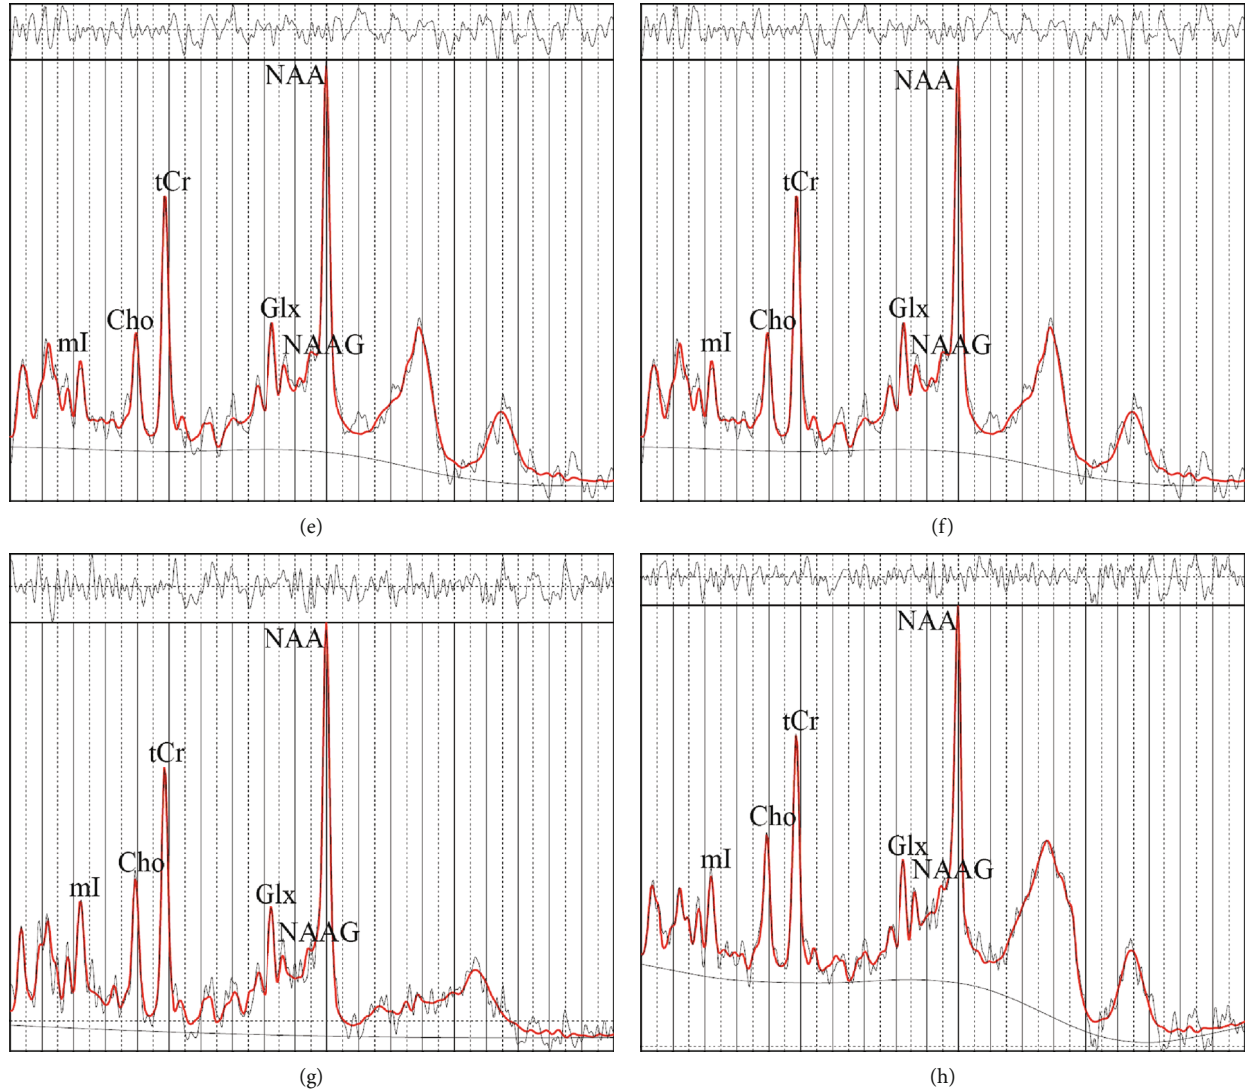 NAA
tCr
Glx
Cho
NAAG
mI
(e)
NAA
tCr
Glx
Cho
NAAG
mI
(f)
NAA
tCr
Cho
mI
Glx
NAAG
(g)
NAA
tCr
Cho
Glx
mI
NAAG
(h)